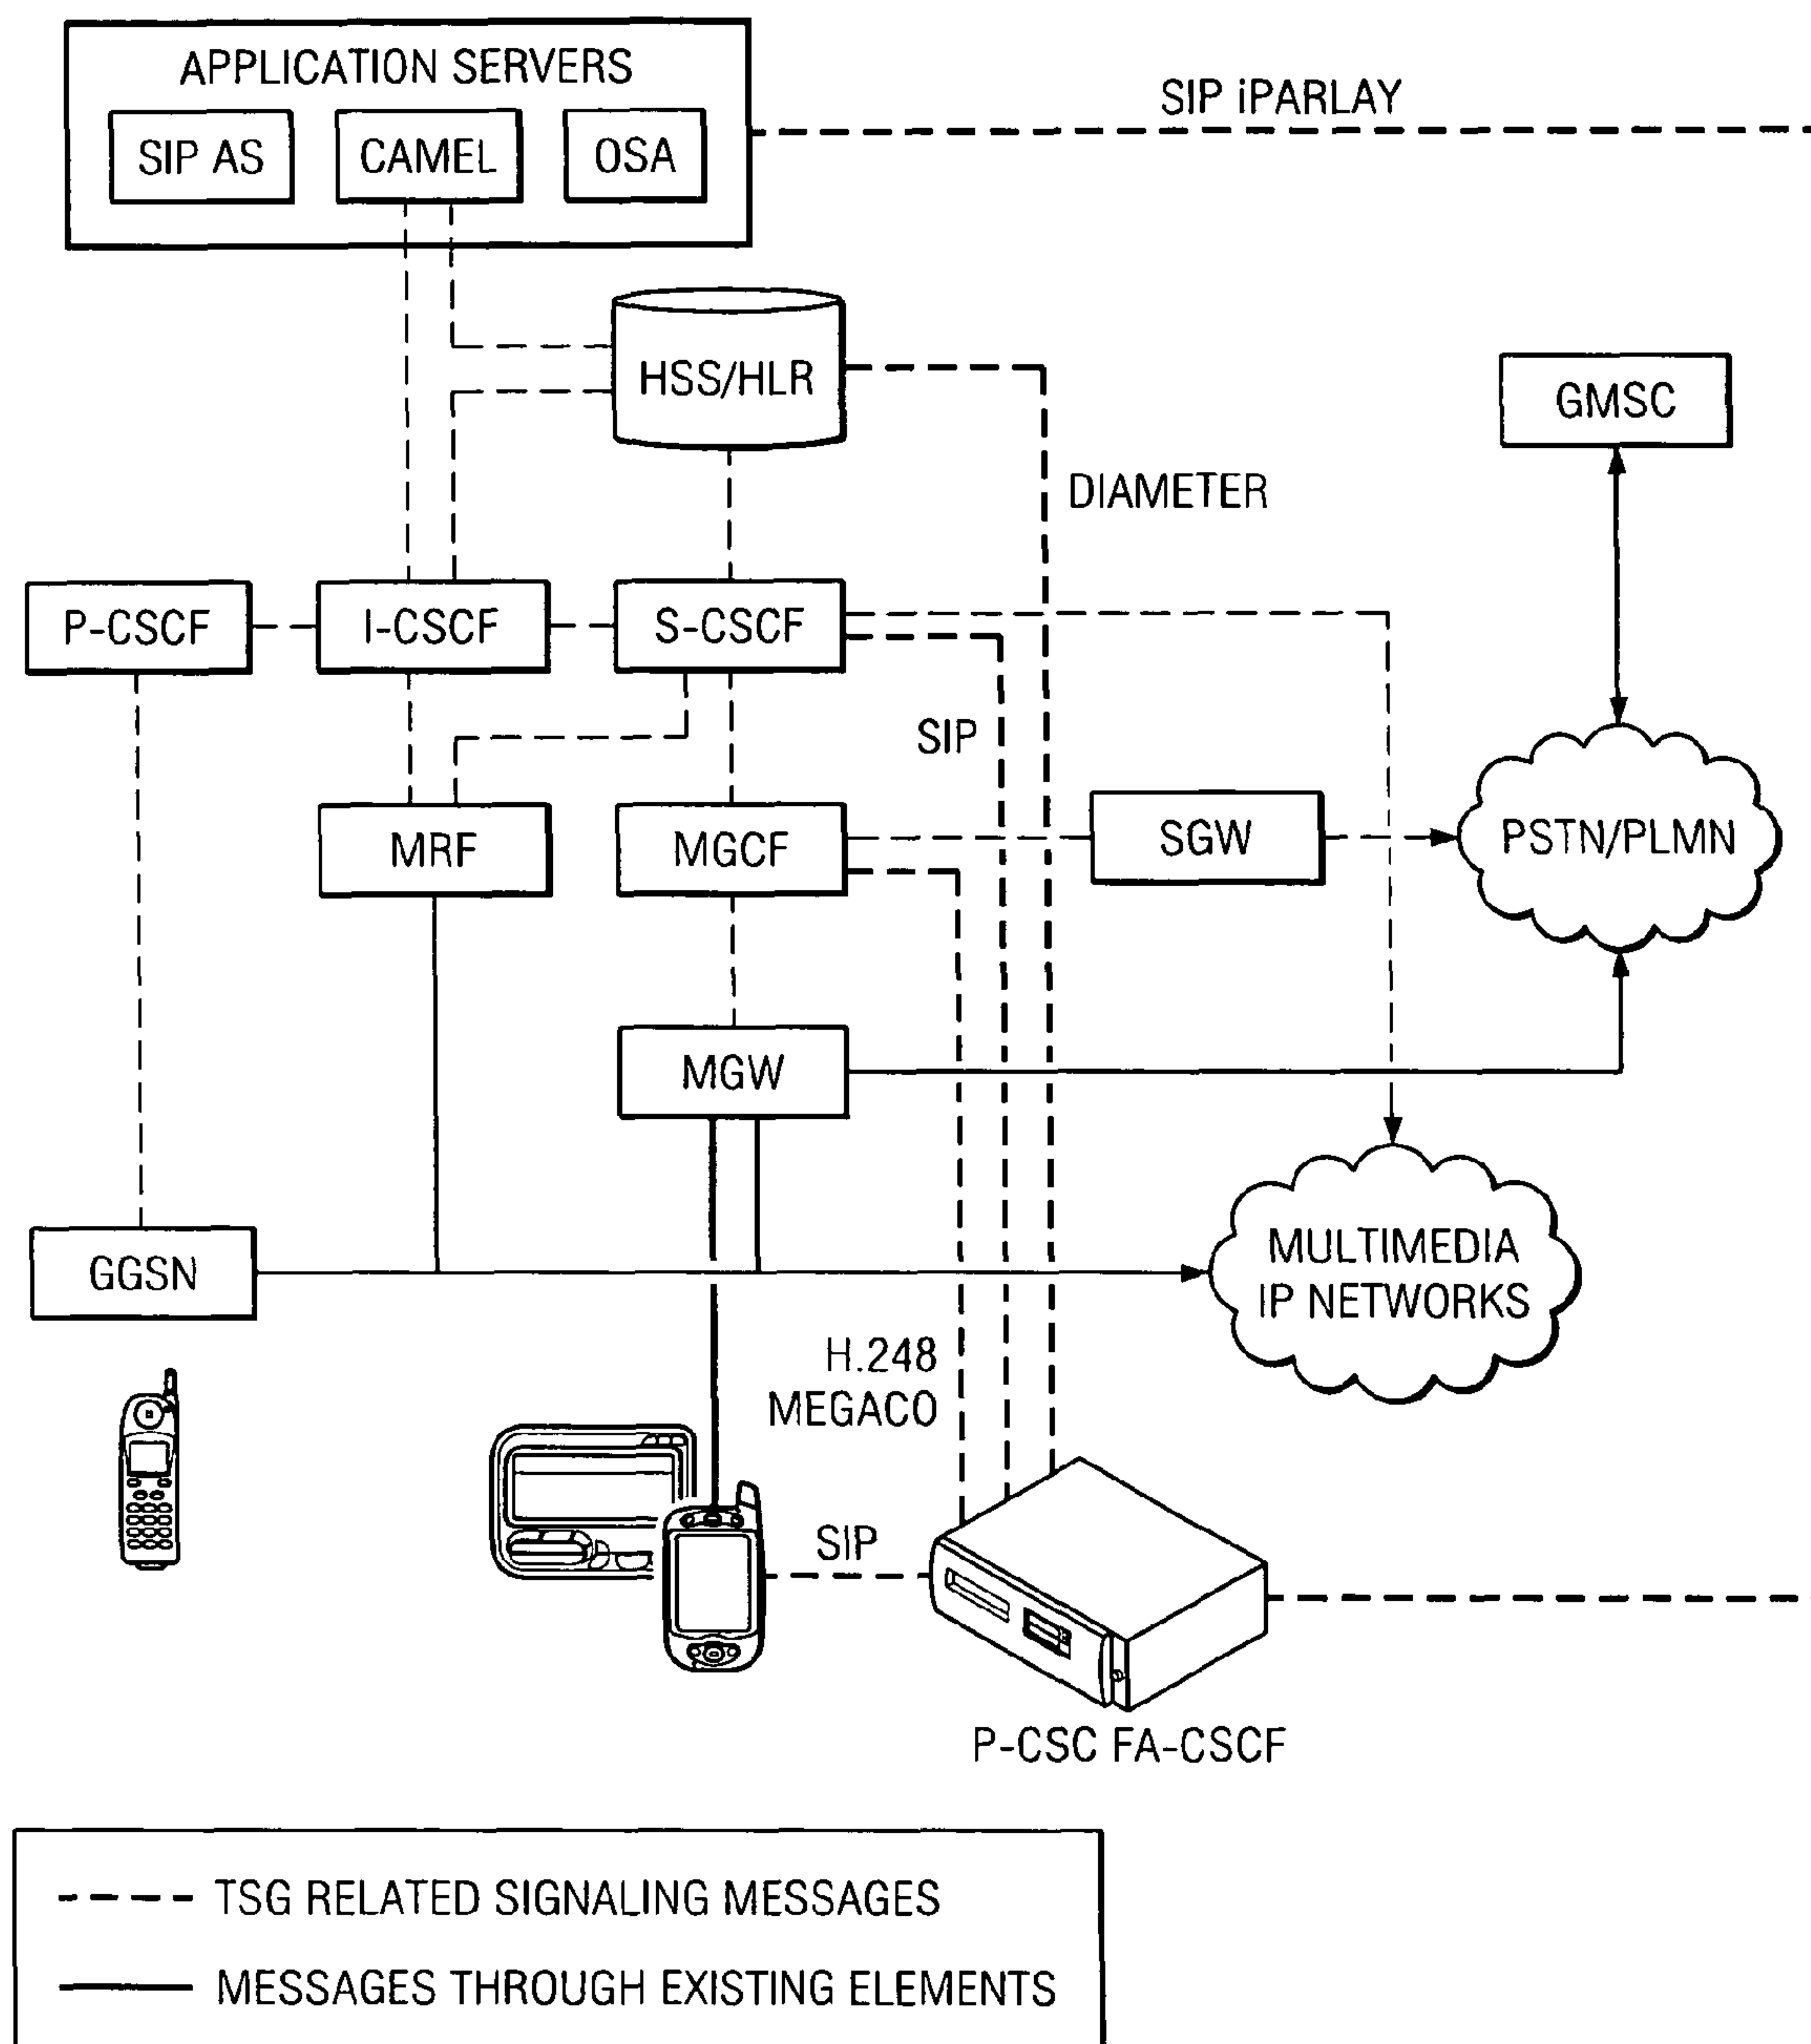 APPLICATION SERVERS
SIP AS
CAMEL
OSA
SIP iPARLAY
HSS/HLR
GMSC
DIAMETER
P-CSCF
I-CSCF
S-CSCF
SIP
MRF
MGCF
SGW
PSTN/PLMN
MGW
GGSN
MULTIMEDIA
IP NETWORKS
H.248
MEGACO
SIP
P-CSC FA-CSCF
TSG RELATED SIGNALING MESSAGES
MESSAGES THROUGH EXISTING ELEMENTS